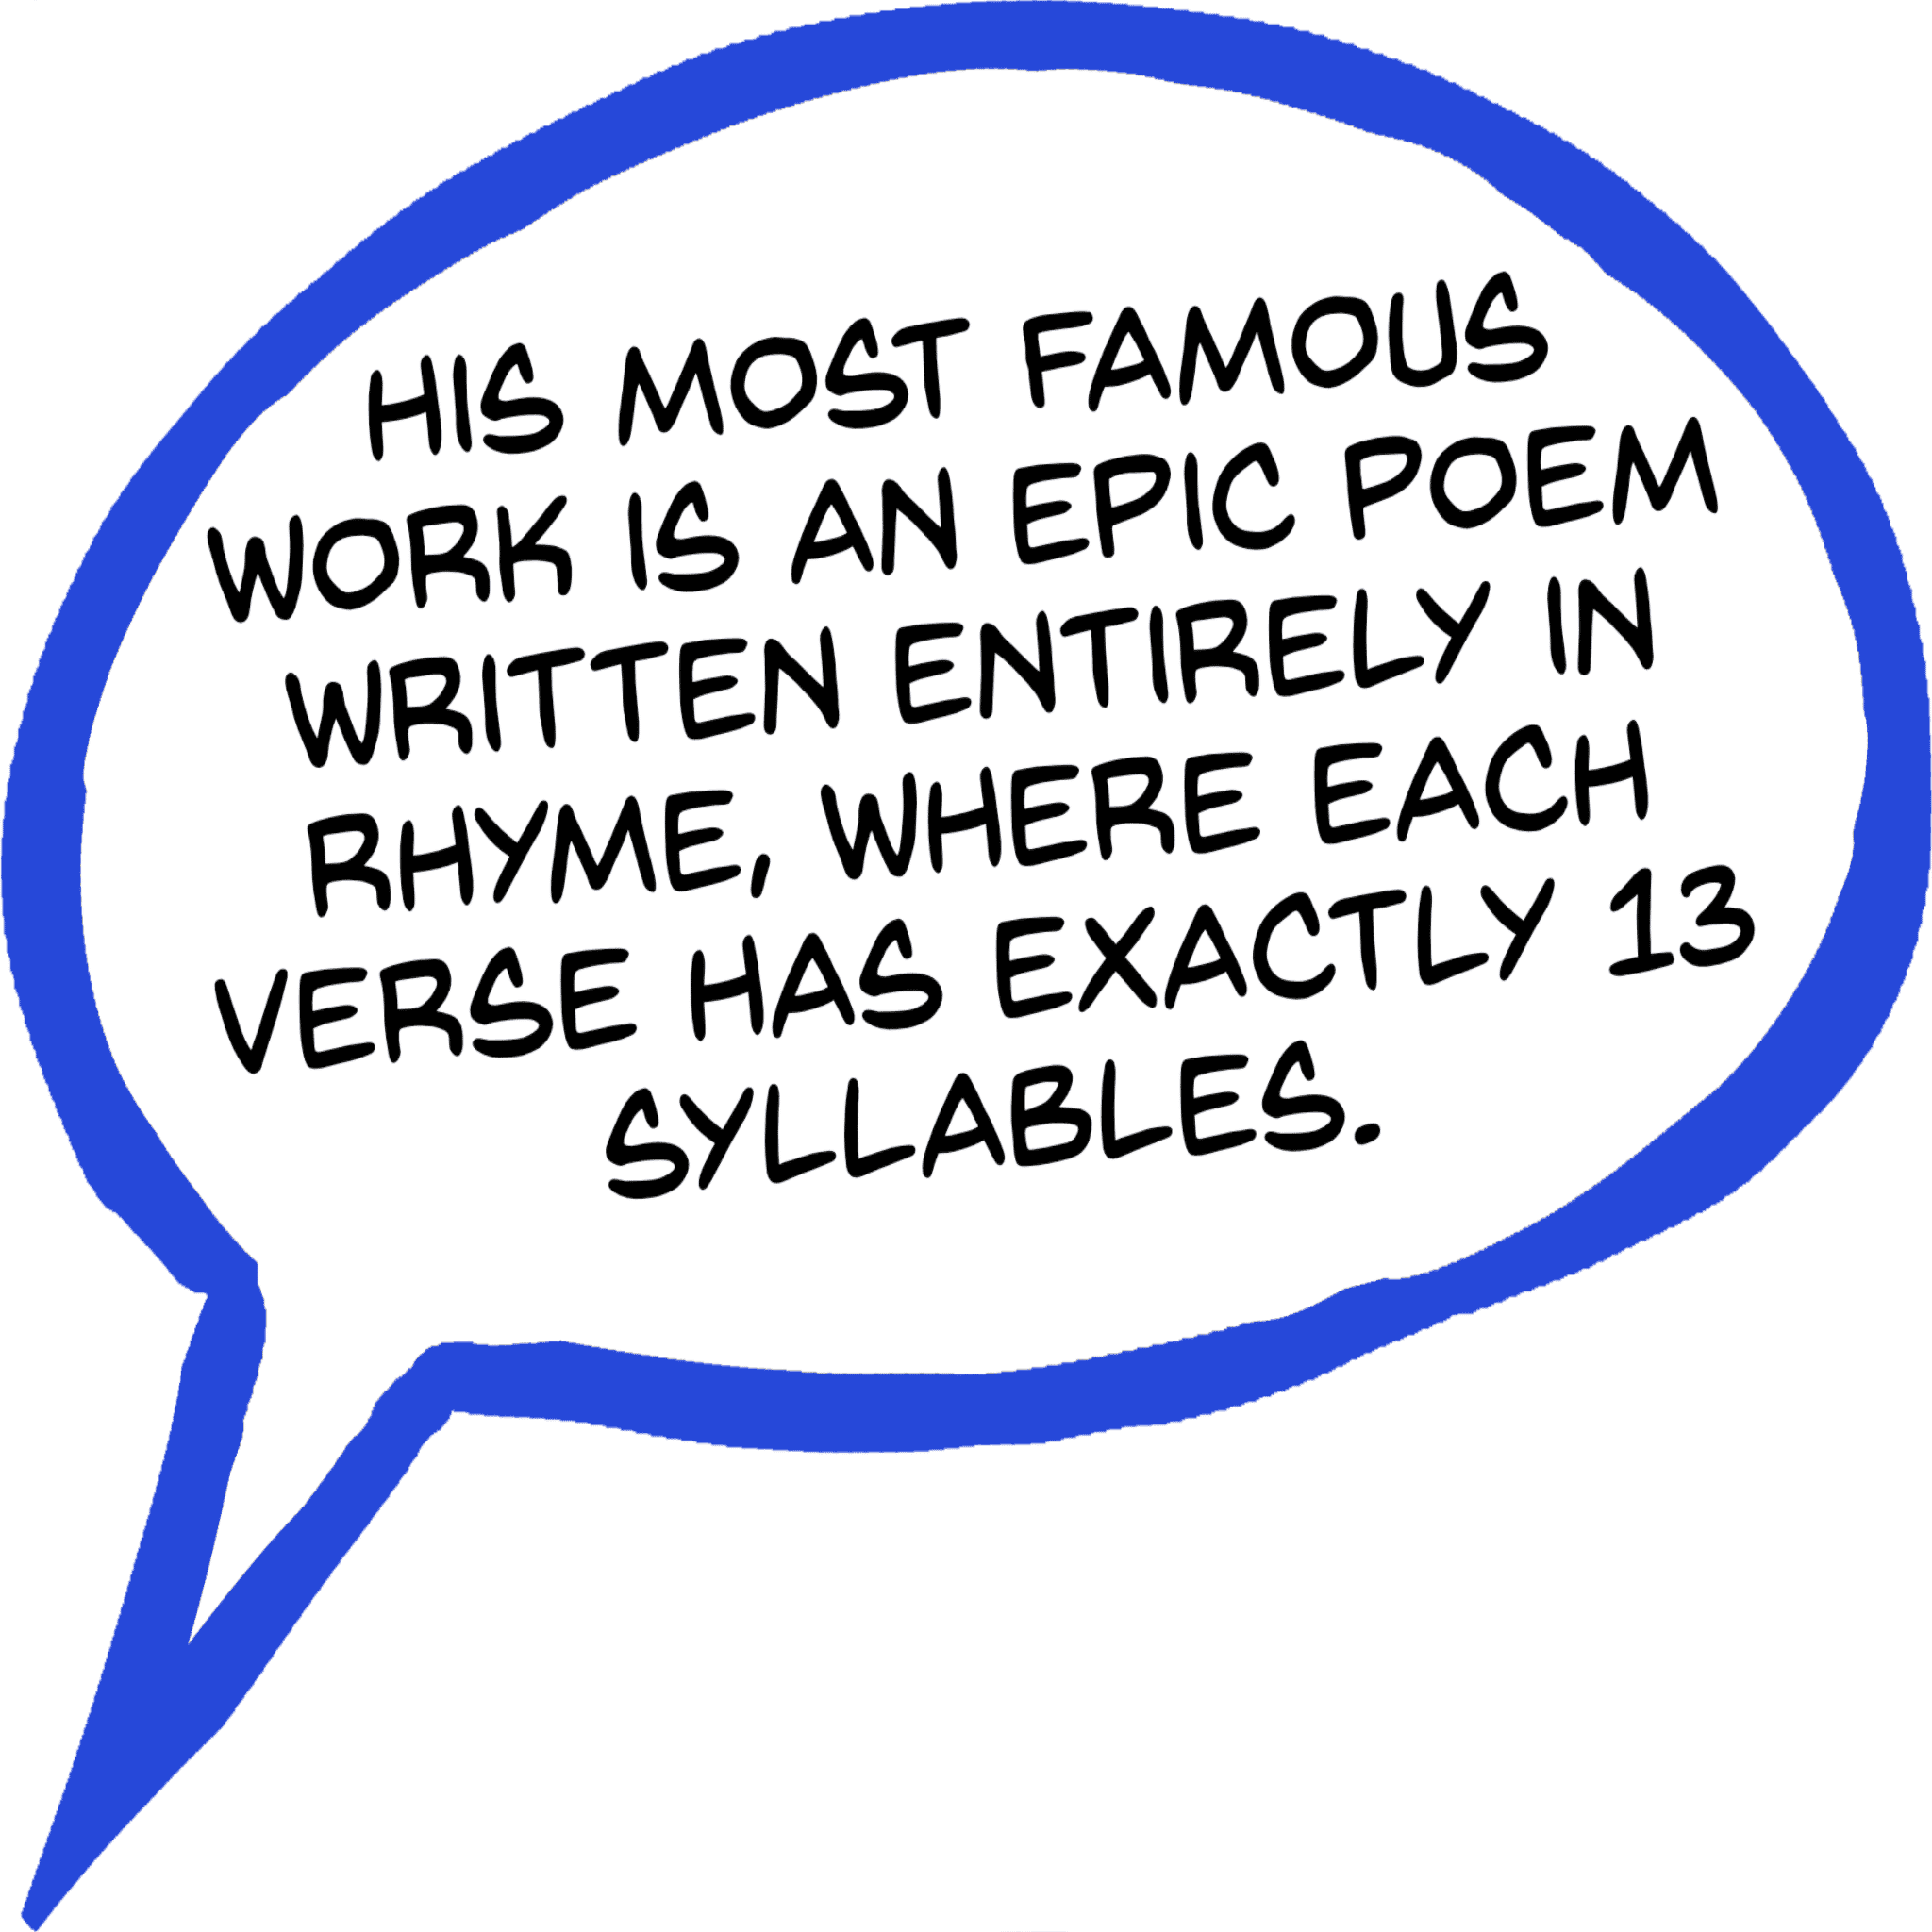 HIS MOST FAMOUS
WORK IS AN EPIC POEM
WRITTEN ENTIRELY IN
RHYME, WHERE EACH
VERSE HAS EXACTLY 13
SYLLABLES.